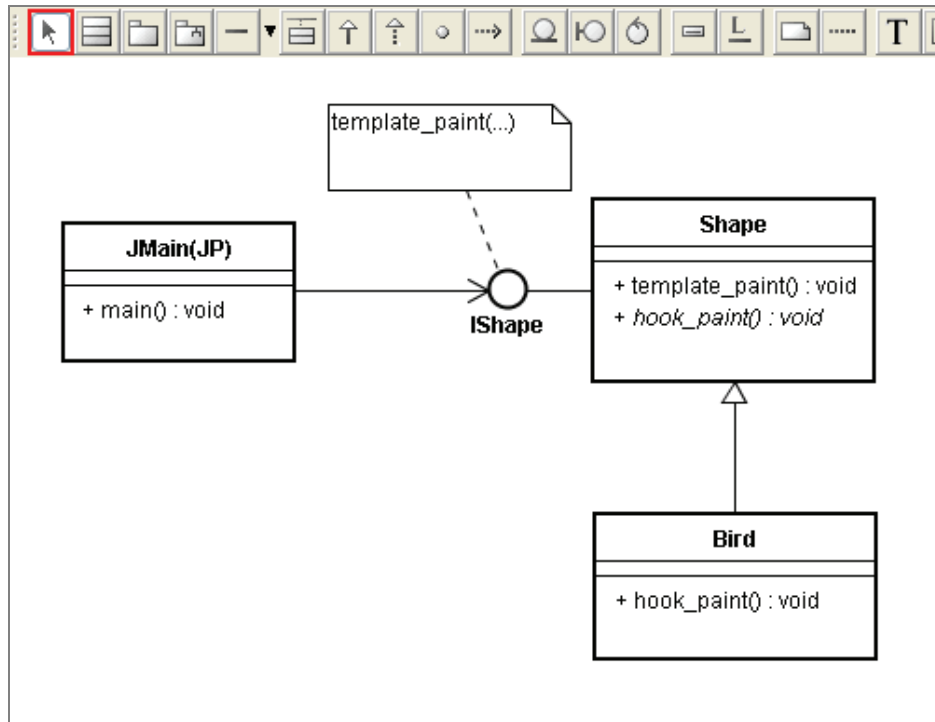 T
template_paint(...)
JMain(JP)
+ main() : void
IShape
Shape
+ template_paint() : void
+ hook_paint() : void
Bird
+ hook_paint() : void